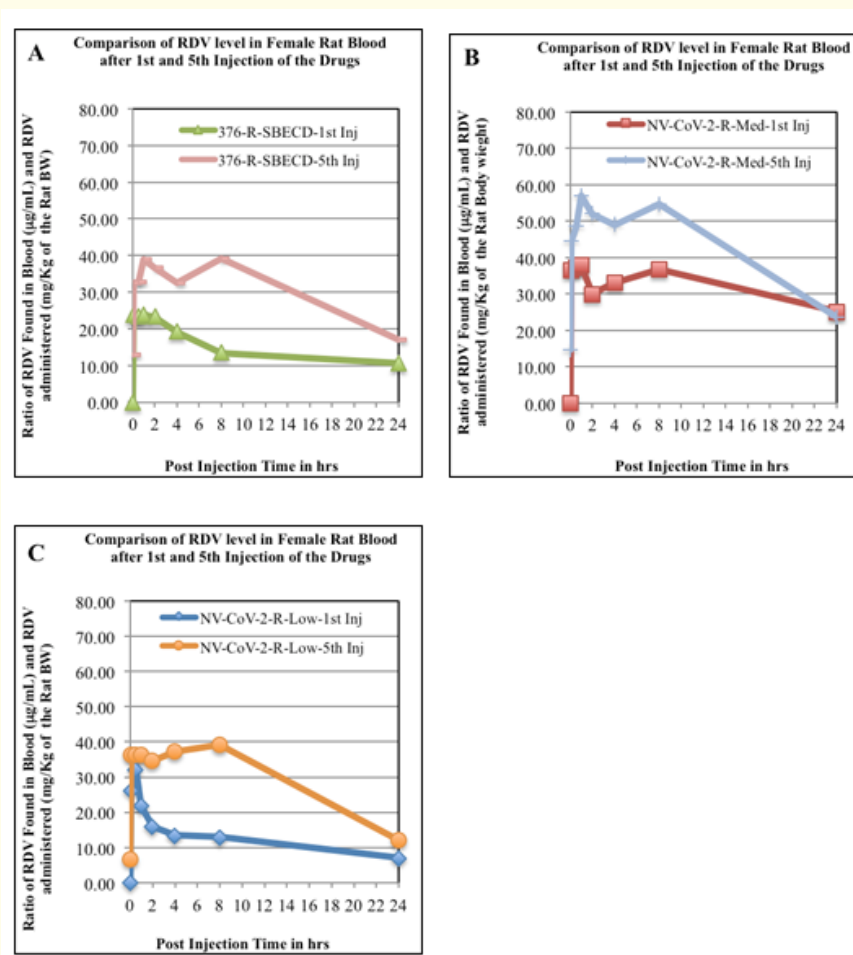 A
Comparison of RDV level in Female Rat Blood
after 1st and 5th Injection of the Drugs
Ratio of RDV Found in Blood (µg/mL) and RDV
administered (mg/Kg of the Rat BW)
80.00
70.00
60.00
50.00
40.00
30.00
20.00
10.00
0.00
376-R-SBECD-1st Inj
376-R-SBECD-5th Inj
0 2 4 6 8 10 12 14 16 18 20 22 24
Post Injection Time in hrs
B
Comparison of RDV level in Female Rat Blood
after 1st and 5th Injection of the Drugs
Ratio of RDV Found in Blood (µg/mL) and RDV
administered (mg/Kg of the Rat Body wieght)
80.00
70.00
60.00
50.00
40.00
30.00
20.00
10.00
0.00
NV-CoV-2-R-Med-1st Inj
NV-CoV-2-R-Med-5th Inj
0 2 4 6 8 10 12 14 16 18 20 22 24
Post Injection Time in hrs
C
Comparison of RDV level in Female Rat Blood
after 1st and 5th Injection of the Drugs
Ratio of RDV Found in Blood (µg/mL) and RDV
administered (mg/Kg of the Rat BW)
80.00
70.00
60.00
50.00
40.00
30.00
20.00
10.00
0.00
NV-CoV-2-R-Low-1st Inj
NV-CoV-2-R-Low-5th Inj
0 2 4 6 8 10 12 14 16 18 20 22 24
Post Injection Time in hrs